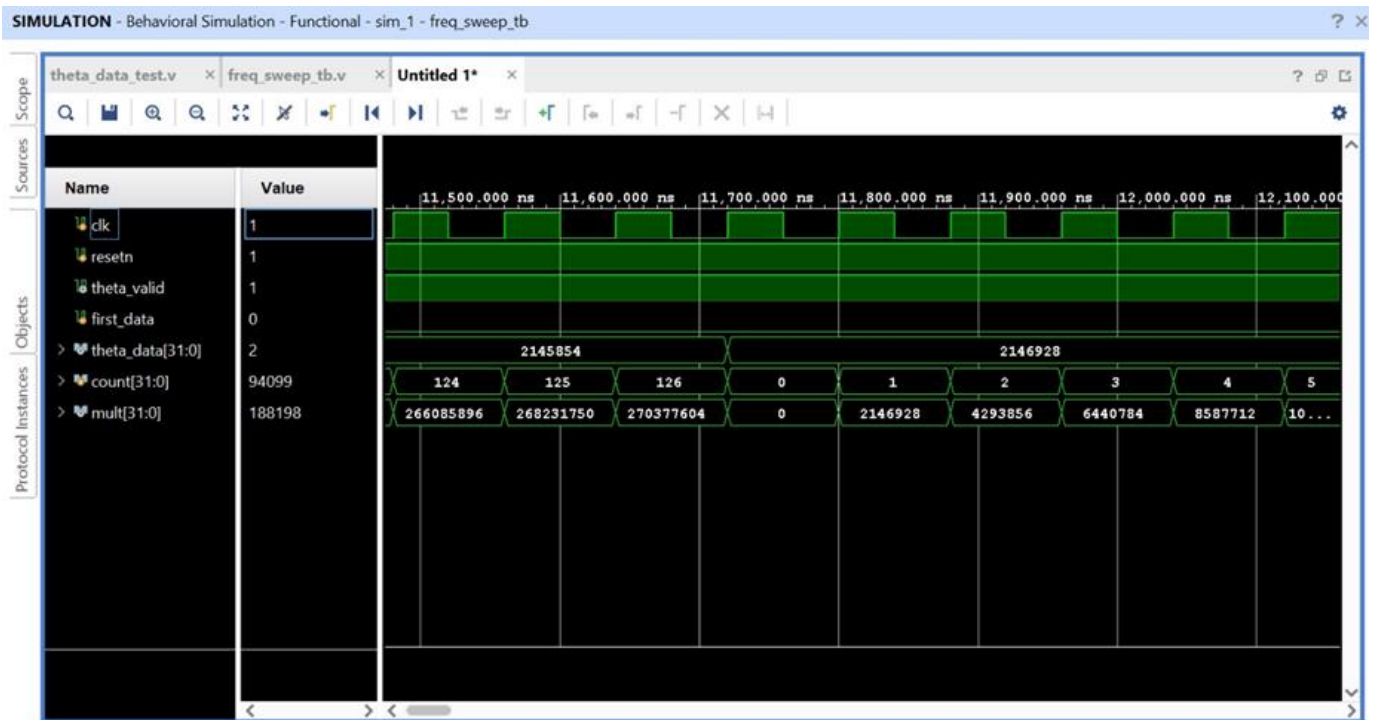 SIMULATION - Behavioral Simulation - Functional - sim_1 - freq_sweep_tb ? ×
Scope
Sources
Objects
Protocol Instances
theta_data_test.v × freq_sweep_tb.v × Untitled 1* × ?
Name Value
11,500.000 ns 11,600.000 ns 11,700.000 ns 11,800.000 ns 11,900.000 ns 12,000.000 ns 12,100.000
clk 1
resetn 1
theta_valid 1
first_data 0
> theta_data[31:0] 2 2145854 2146928
> count[31:0] 94099 124 125 126 0 1 2 3 4 5
> mult[31:0] 188198 266085896 268231750 270377604 0 2146928 4293856 6440784 8587712 10...